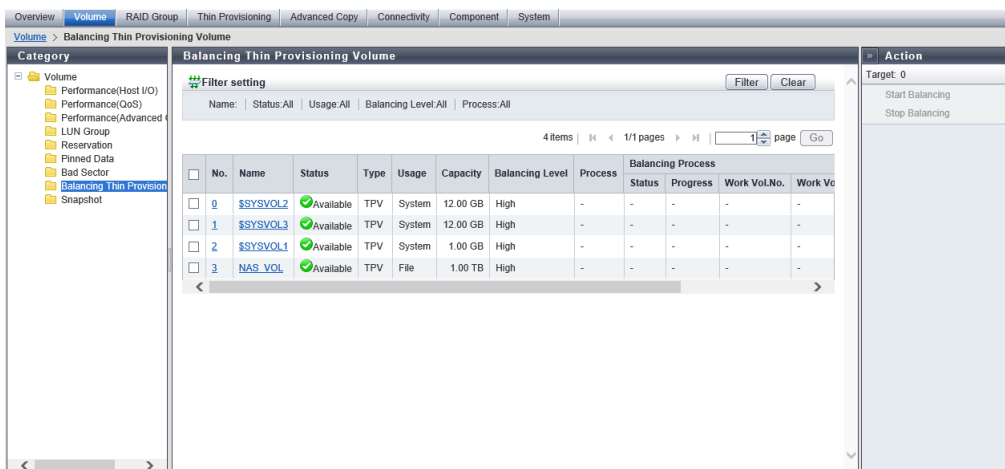 Overview Volume RAID Group Thin Provisioning Advanced Copy Connectivity Component System
Volume > Balancing Thin Provisioning Volume
Category
Volume
Performance(Host I/O)
Performance(QoS)
Performance(Advanced
LUN Group
Reservation
Pinned Data
Bad Sector
Balancing Thin Provision
Snapshot
Balancing Thin Provisioning Volume
Filter setting Filter Clear
Name: | Status:All | Usage:All | Balancing Level:All | Process:All
4 items | 1/1 pages | 1 page Go
No. Name Status Type Usage Capacity Balancing Level Process Balancing Process
Status Progress Work Vol.No. Work Vo
0 $SYSVOL2 Available TPV System 12.00 GB High - - - - -
1 $SYSVOL3 Available TPV System 12.00 GB High - - - - -
2 $SYSVOL1 Available TPV System 1.00 GB High - - - - -
3 NAS_VOL Available TPV File 1.00 TB High - - - - -
» Action
Target: 0
Start Balancing
Stop Balancing